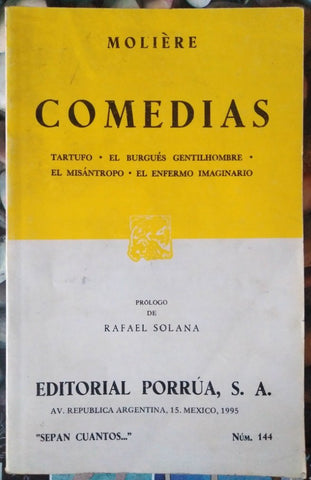 MOLIÈRE
COMEDIAS
TARTUFO • EL BURGUÉS GENTILHOMBRE •
EL MISÁNTROPO • EL ENFERMO IMAGINARIO
PRÓLOGO
DE
RAFAEL SOLANA
EDITORIAL PORRÚA, S. A.
AV. REPUBLICA ARGENTINA, 15. MEXICO, 1995
"SEPAN CUANTOS..." NÚM. 144